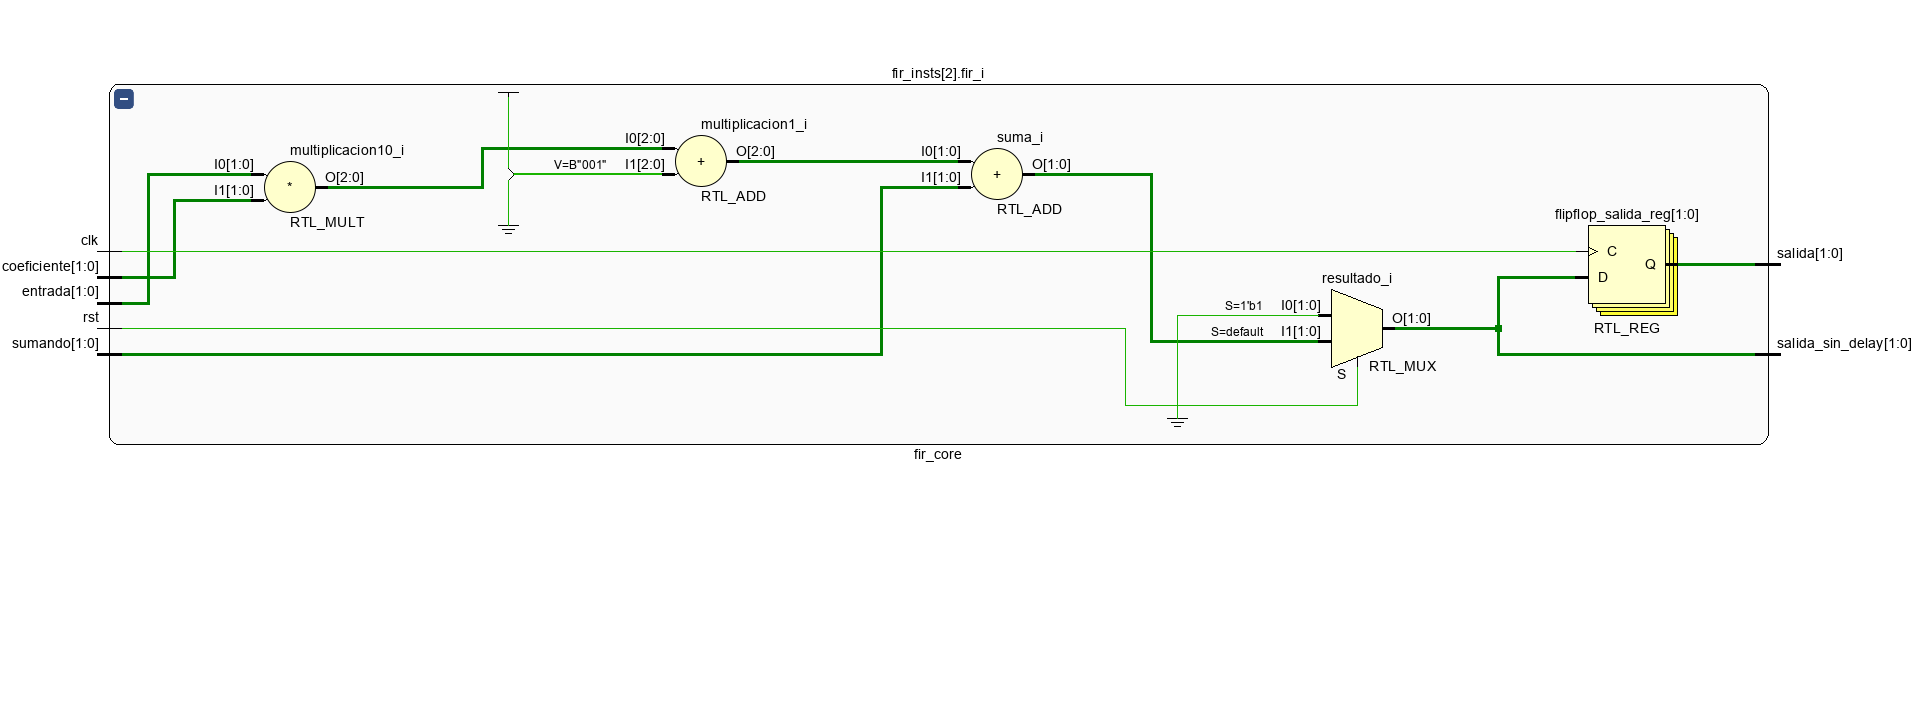 fir_insts[2].fir_i
multiplicacion10_i
I0[1:0]
I1[1:0]
*
O[2:0]
RTL_MULT
multiplicacion1_i
I0[2:0]
V=B"001"
I1[2:0]
+
O[2:0]
RTL_ADD
suma_i
I0[1:0]
I1[1:0]
+
O[1:0]
RTL_ADD
clk
coeficiente[1:0]
entrada[1:0]
rst
sumando[1:0]
resultado_i
S=1'b1
I0[1:0]
S=default
I1[1:0]
O[1:0]
S
RTL_MUX
flipflop_salida_reg[1:0]
C
D
Q
RTL_REG
salida[1:0]
salida_sin_delay[1:0]
fir_core